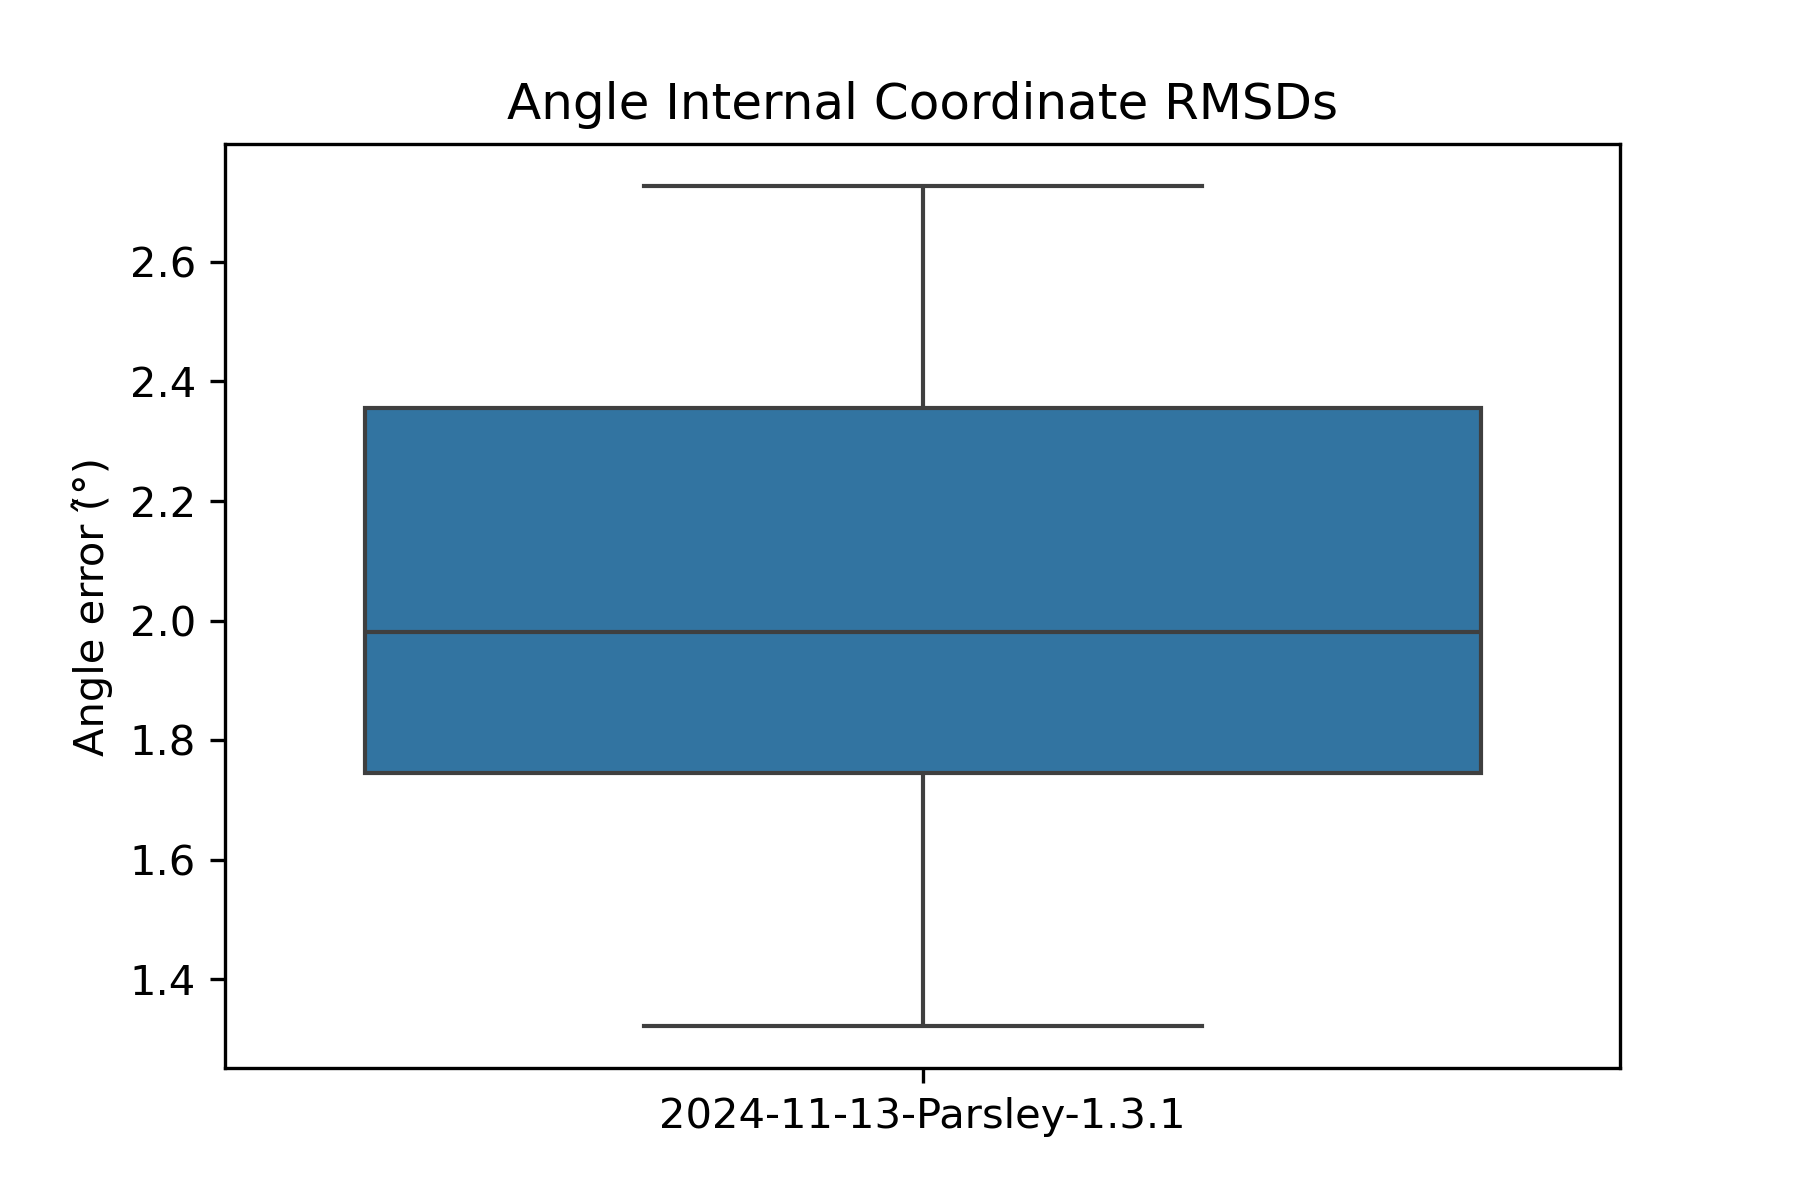 Angle Internal Coordinate RMSDs
Angle error (̊°)
2.6
2.4
2.2
2.0
1.8
1.6
1.4
2024-11-13-Parsley-1.3.1